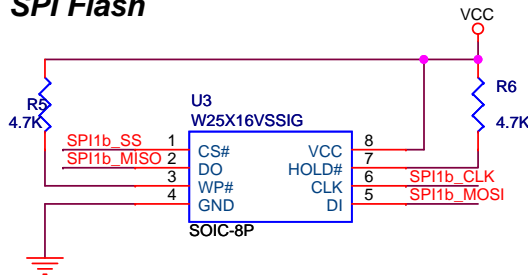 SPI Flash
VCC
R5
4.7K
R6
4.7K
U3
W25X16VSSIG
SPI1b_SS 1 CS# VCC 8
SPI1b_MISO 2 DO HOLD# 7
3 WP# CLK 6 SPI1b_CLK
4 GND DI 5 SPI1b_MOSI
SOIC-8P